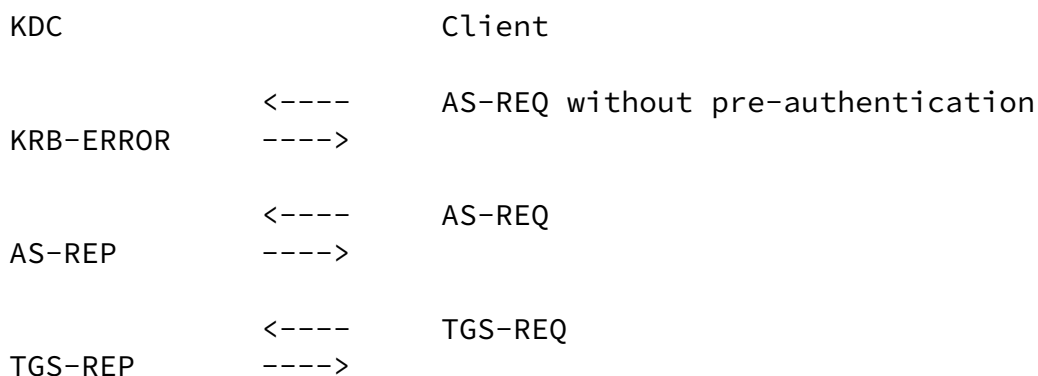 KDC Client
<---- AS-REQ without pre-authentication
KRB-ERROR ---->
<---- AS-REQ
AS-REP ---->
<---- TGS-REQ
TGS-REP ---->